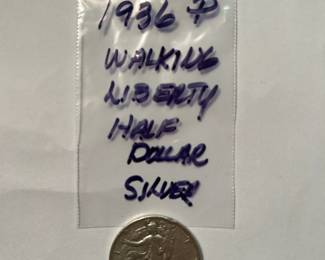 1936 P
WALKING
LIBERTY
HALF
DOLLAR
SILVER